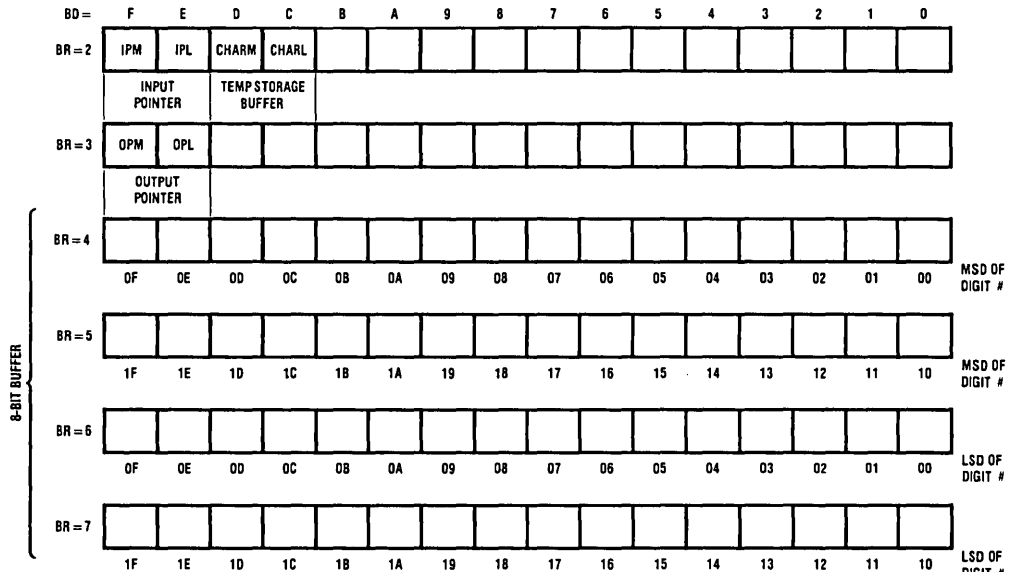 BD = F E D C B A 9 8 7 6 5 4 3 2 1 0
BR = 2 IPM IPL CHARM CHARL
INPUT POINTER TEMP STORAGE BUFFER
BR = 3 OPM OPL
OUTPUT POINTER
BR = 4
0F 0E 0D 0C 0B 0A 09 08 07 06 05 04 03 02 01 00 MSD OF DIGIT #
BR = 5
1F 1E 1D 1C 1B 1A 19 18 17 16 15 14 13 12 11 10 MSD OF DIGIT #
8-BIT BUFFER
BR = 6
0F 0E 0D 0C 0B 0A 09 08 07 06 05 04 03 02 01 00 LSD OF DIGIT #
BR = 7
1F 1E 1D 1C 1B 1A 19 18 17 16 15 14 13 12 11 10 LSD OF DIGIT #